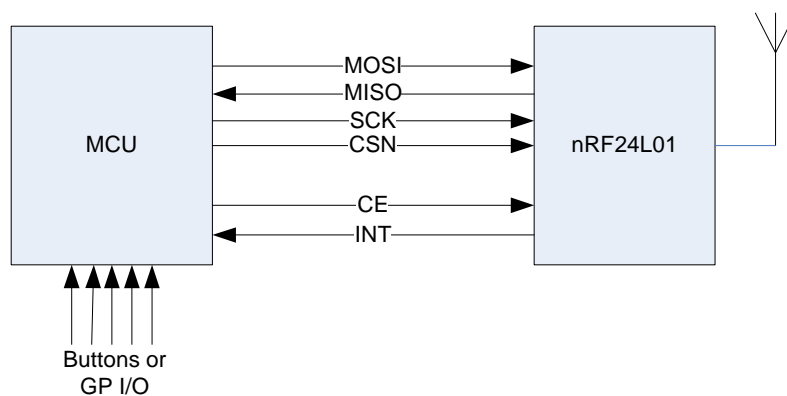 MOSI
MISO
SCK
CSN
MCU
nRF24L01
CE
INT
Buttons or
GP I/O